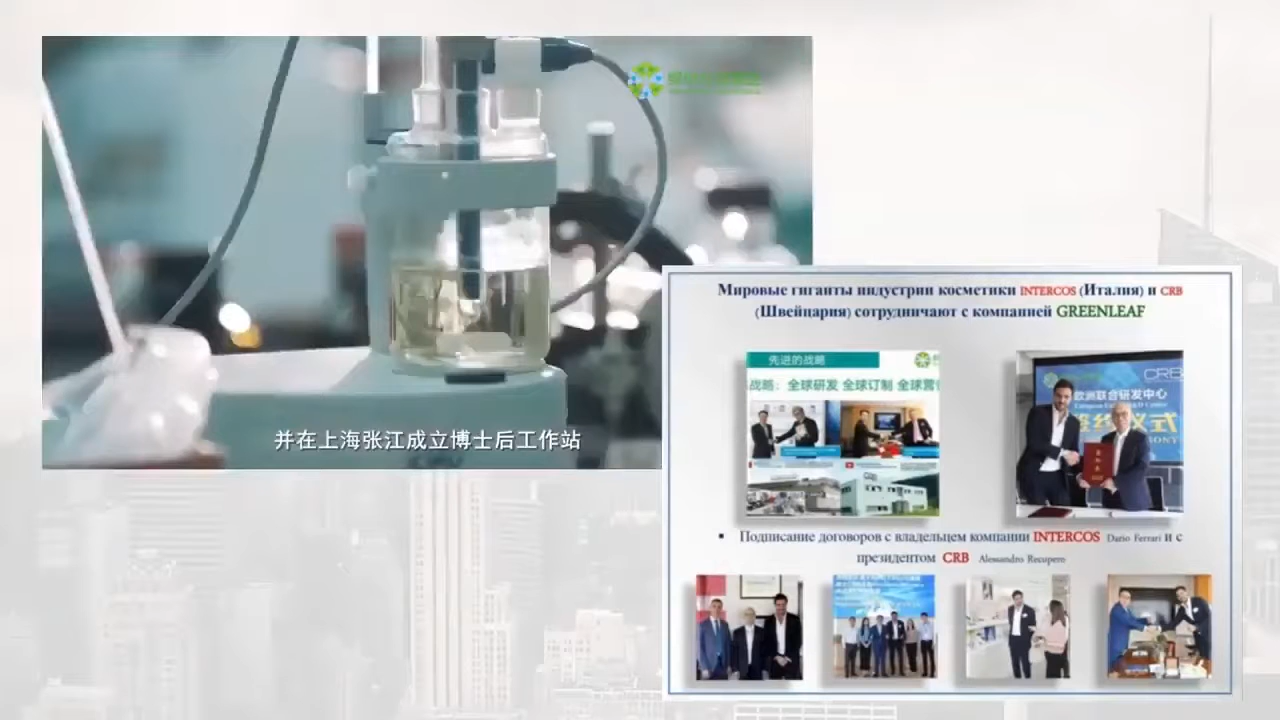 并在上海张江成立博士后工作站
Мировые гиганты индустрии косметики INTERCOS (Италия) и CRB
(Швейцария) сотрудничают с компанией GREENLEAF
先进的战略
战略：全球研发 全球订制 全球营
CRB
欧洲联合研发中心
▪ Подписание договоров с владельцем компании INTERCOS Dario Ferrari и с
президентом CRB Alessandro Recupero